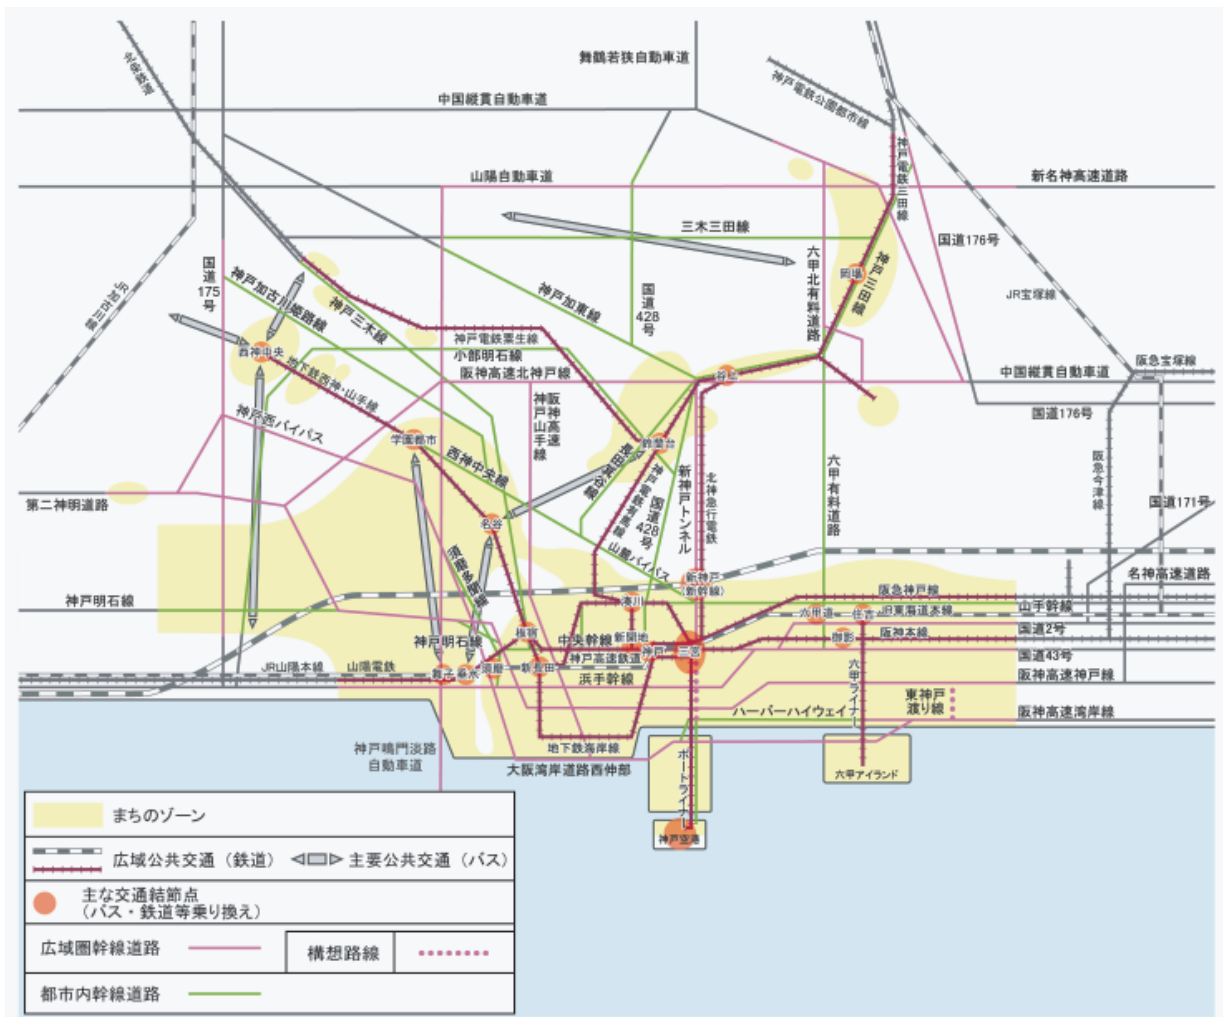 舞鶴若狭自動車道
神戸電鉄公園都市線
中国縦貫自動車道
神戸電鉄三田線
山陽自動車道
新名神高速道路
三木三田線
国道176号
六甲北有料道路
岡場
神戸三田線
国道
175
号
神戸加古川姫路線
神戸三木線
神戸加東線
国道
428
号
JR加古川線
JR宝塚線
神戸電鉄粟生線
小部明石線
西神中央
地下鉄西神・山手線
阪神高速北神戸線
谷上
中国縦貫自動車道
阪急宝塚線
国道176号
神戸西バイパス
阪神高速
神戸山手線
学園都市
西神中央線
鈴蘭台
長田箕谷線
神戸電鉄有馬線
国道
428号
新神戸トンネル
北神急行電鉄
六甲有料道路
阪急今津線
第二神明道路
国道171号
名谷
須磨多聞線
山麓バイパス
新神戸
(新幹線)
名神高速道路
阪急神戸線
神戸明石線
湊川
六甲道
住吉
JR東海道本線
山手幹線
板宿
中央幹線
新開地
御影
阪神本線
国道2号
神戸明石線
神戸
三宮
神戸高速鉄道
国道43号
JR山陽本線
山陽電鉄
舞子
垂水
須磨
新長田
浜手幹線
六甲ライナー
阪神高速神戸線
東神戸
渡り線
ハーバーハイウェイ
阪神高速湾岸線
地下鉄海岸線
神戸鳴門淡路
自動車道
大阪湾岸道路西伸部
ポートライナー
六甲アイランド
神戸空港
まちのゾーン
広域公共交通（鉄道）
主要公共交通（バス）
主な交通結節点
（バス・鉄道等乗り換え）
広域圏幹線道路
構想路線
都市内幹線道路